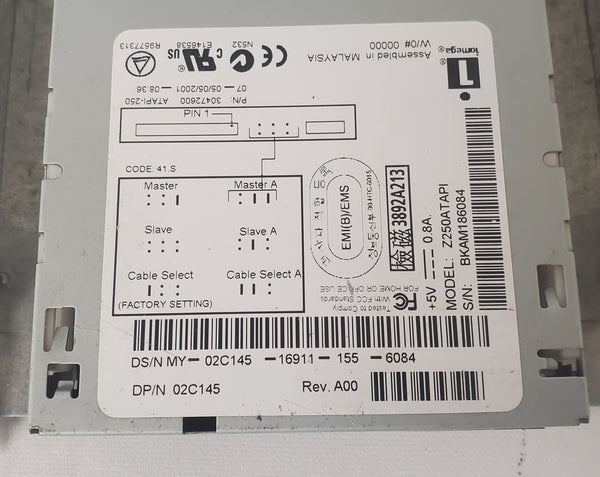 iomega®
Assembled in MALAYSIA
W/O# 00000
N532
E146538
R9577313
07 — 05/05/2001 — 08:36
P/N: 30472600 ATAPI-250
PIN 1
CODE: 41.S
Master
Master A
Slave
Slave A
Cable Select
Cable Select A
(FACTORY SETTING)
EMI(B)/EMS
檢磁 3892A213
Tested to Comply
With FCC Standards
FOR HOME OR OFFICE USE
+5V 0.8A
MODEL: Z250ATAPI
S/N: BKAM186084
DS/N MY— 02C145 —16911— 155 — 6084
DP/N 02C145 Rev. A00